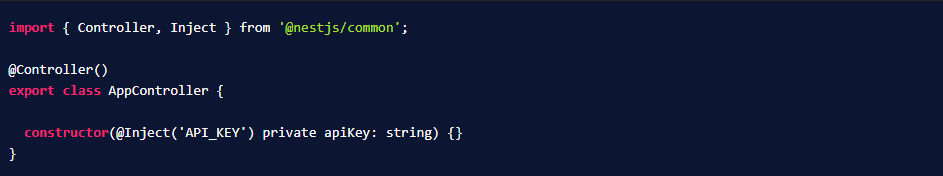 import { Controller, Inject } from '@nestjs/common';
@Controller()
export class AppController {
constructor(@Inject('API_KEY') private apiKey: string) {}
}